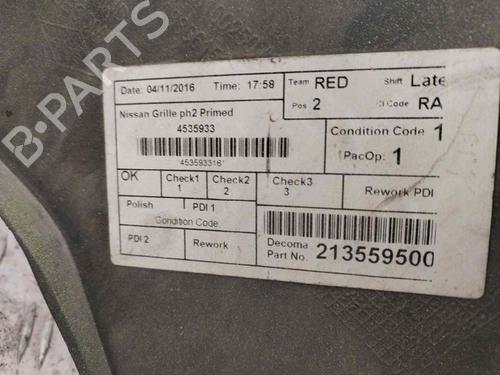 B-PARTS
Date: 04/11/2016 Time: 17:58 Team RED Shift Late
Pos 2 Code RA
Nissan Grille ph2 Primed
4535933
4535933161
Condition Code 1
PacOp: 1
OK Check1 1 Check2 2 Check3 3 Rework PDI
Polish PDI 1
Condition Code
PDI 2 Rework Decoma Part No. 213559500